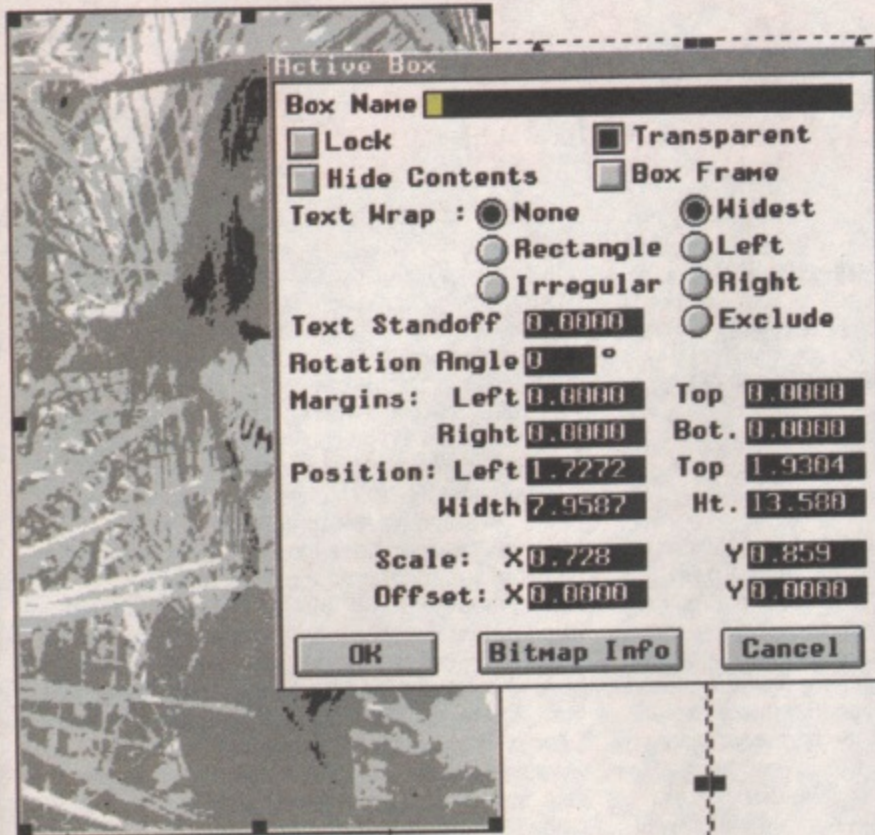 Active Box
Box Name
Lock Transparent
Hide Contents Box Frame
Text Wrap : None Widest
Rectangle Left
Irregular Right
Text Standoff 0.0000 Exclude
Rotation Angle 0 °
Margins: Left 0.0000 Top 0.0000
Right 0.0000 Bot. 0.0000
Position: Left 1.7272 Top 1.9304
Width 7.9587 Ht. 13.580
Scale: X 0.728 Y 0.859
Offset: X 0.0000 Y 0.0000
OK Bitmap Info Cancel